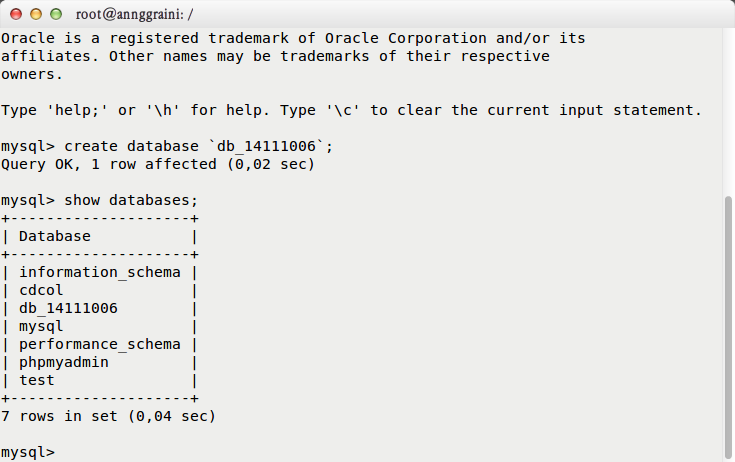 root@annggraini: /
Oracle is a registered trademark of Oracle Corporation and/or its
affiliates. Other names may be trademarks of their respective
owners.
Type 'help;' or '\h' for help. Type '\c' to clear the current input statement.
mysql> create database `db_14111006`;
Query OK, 1 row affected (0,02 sec)
mysql> show databases;
+--------------------+
| Database           |
+--------------------+
| information_schema |
| cdcol              |
| db_14111006        |
| mysql              |
| performance_schema |
| phpmyadmin         |
| test               |
+--------------------+
7 rows in set (0,04 sec)
mysql>